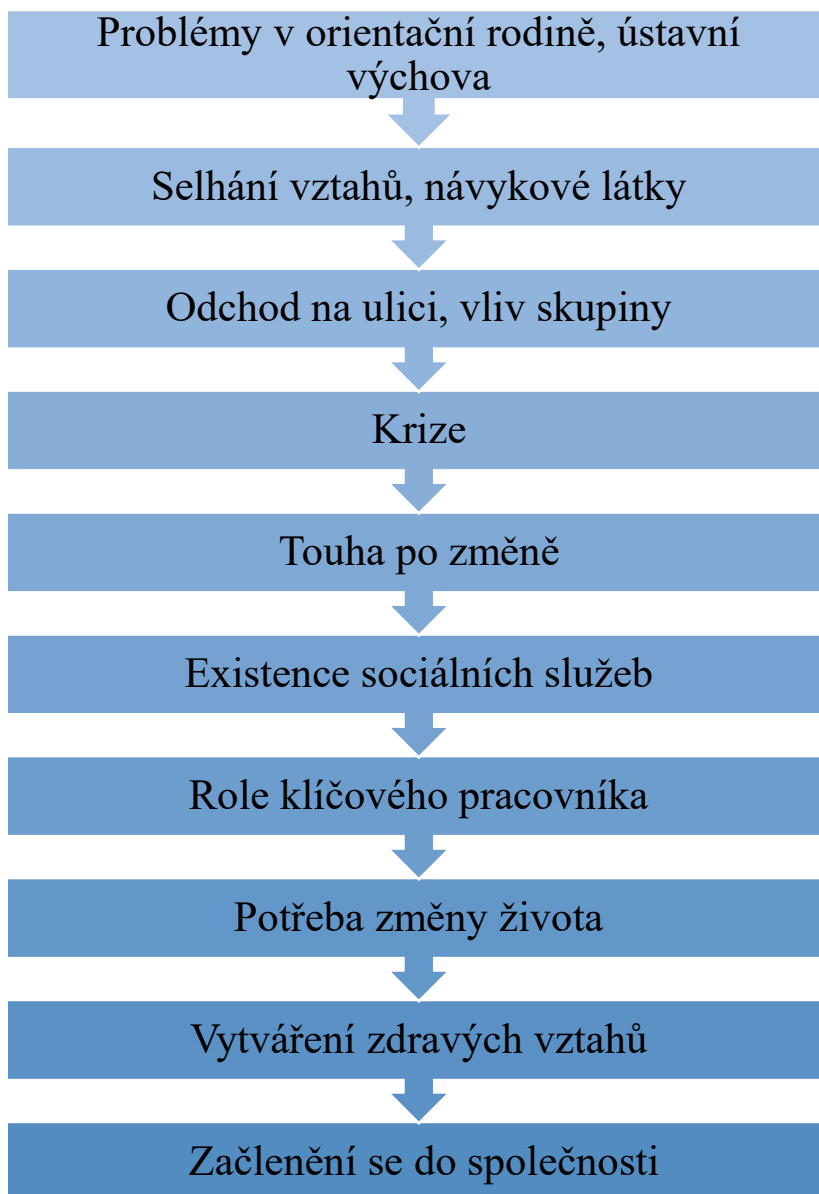 Problémy v orientační rodině, ústavní
výchova
Selhání vztahů, návykové látky
Odchod na ulici, vliv skupiny
Krize
Touha po změně
Existence sociálních služeb
Role klíčového pracovníka
Potřeba změny života
Vytváření zdravých vztahů
Začlenění se do společnosti